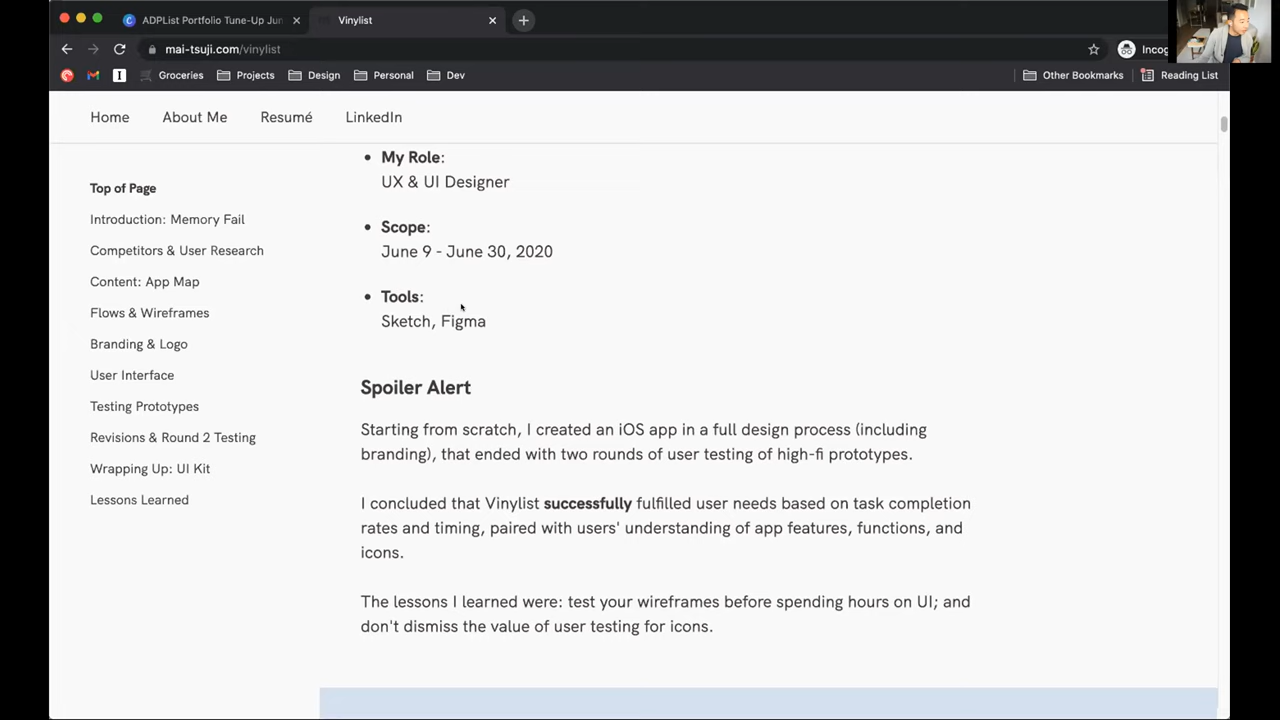 ADPList Portfolio Tune-Up Jun
Vinylist
mai-tsuji.com/vinylist
Incog
Groceries
Projects
Design
Personal
Dev
Other Bookmarks
Reading List
Home
About Me
Resumé
LinkedIn
Top of Page
Introduction: Memory Fail
Competitors & User Research
Content: App Map
Flows & Wireframes
Branding & Logo
User Interface
Testing Prototypes
Revisions & Round 2 Testing
Wrapping Up: UI Kit
Lessons Learned
My Role:
UX & UI Designer
Scope:
June 9 - June 30, 2020
Tools:
Sketch, Figma
Spoiler Alert
Starting from scratch, I created an iOS app in a full design process (including
branding), that ended with two rounds of user testing of high-fi prototypes.
I concluded that Vinylist successfully fulfilled user needs based on task completion
rates and timing, paired with users' understanding of app features, functions, and
icons.
The lessons I learned were: test your wireframes before spending hours on UI; and
don't dismiss the value of user testing for icons.